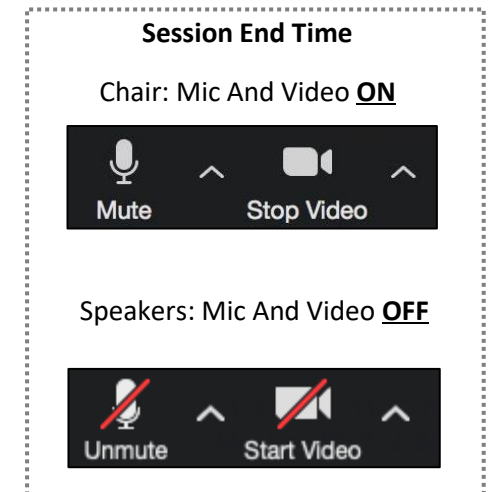 Session End Time
Chair: Mic And Video ON
Mute Stop Video
Speakers: Mic And Video OFF
Unmute Start Video